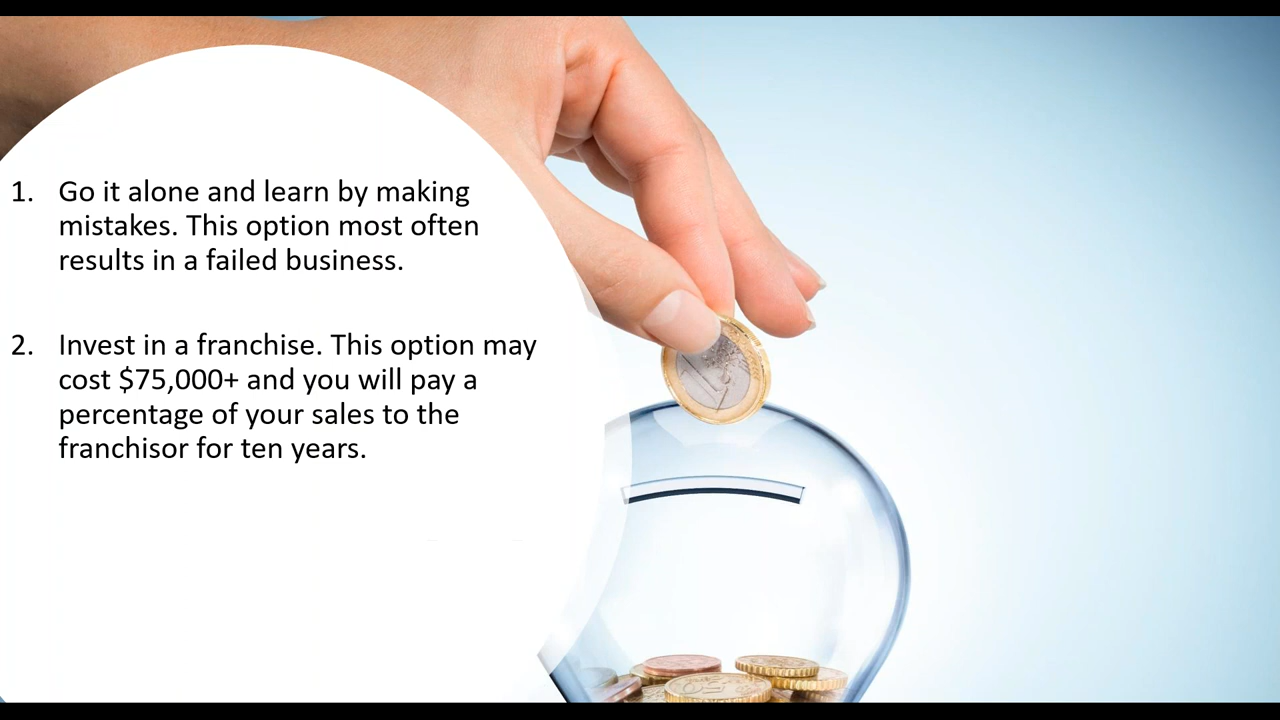 1. Go it alone and learn by making
mistakes. This option most often
results in a failed business.
2. Invest in a franchise. This option may
cost $75,000+ and you will pay a
percentage of your sales to the
franchisor for ten years.